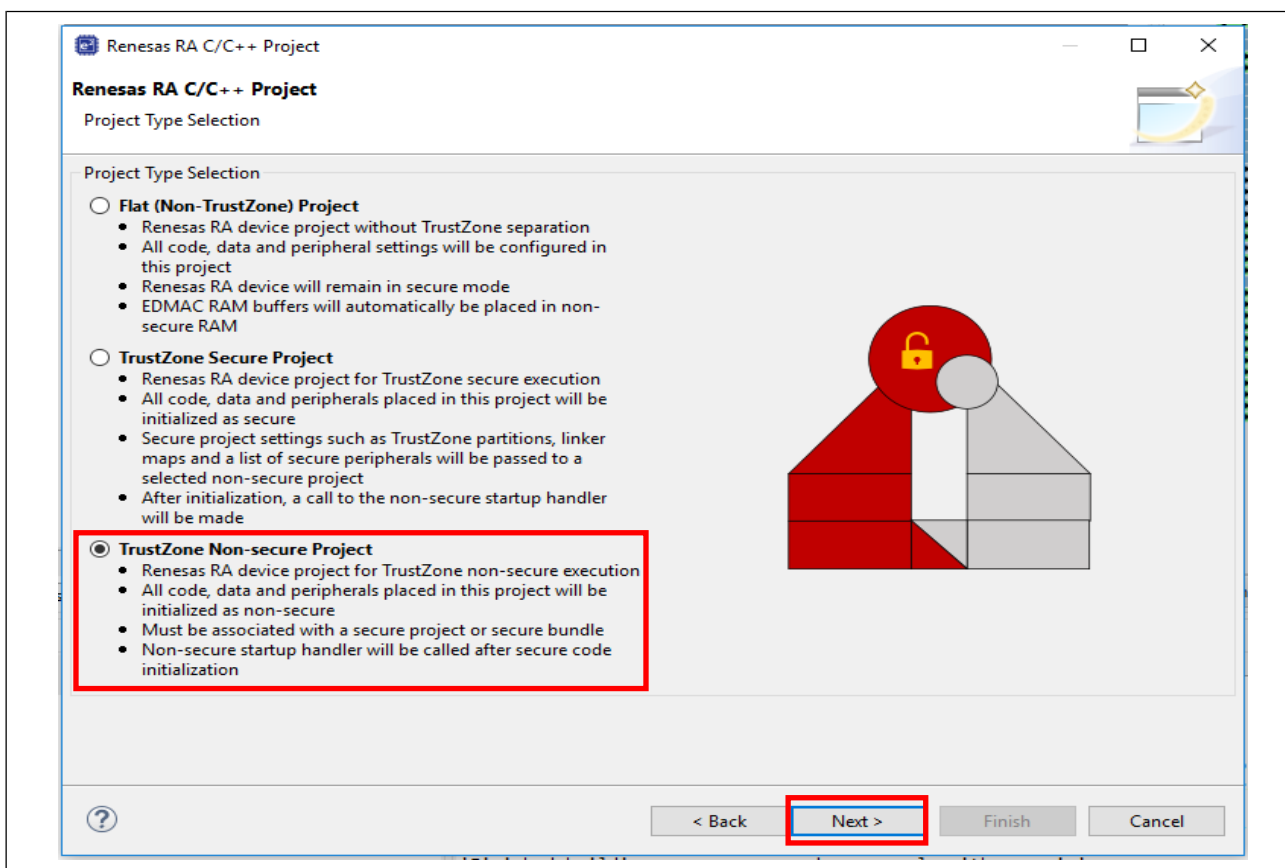 Renesas RA C/C++ Project
Renesas RA C/C++ Project
Project Type Selection
Project Type Selection
Flat (Non-TrustZone) Project
• Renesas RA device project without TrustZone separation
• All code, data and peripheral settings will be configured in
this project
• Renesas RA device will remain in secure mode
• EDMAC RAM buffers will automatically be placed in non-
secure RAM
TrustZone Secure Project
• Renesas RA device project for TrustZone secure execution
• All code, data and peripherals placed in this project will be
initialized as secure
• Secure project settings such as TrustZone partitions, linker
maps and a list of secure peripherals will be passed to a
selected non-secure project
• After initialization, a call to the non-secure startup handler
will be made
TrustZone Non-secure Project
• Renesas RA device project for TrustZone non-secure execution
• All code, data and peripherals placed in this project will be
initialized as non-secure
• Must be associated with a secure project or secure bundle
• Non-secure startup handler will be called after secure code
initialization
? < Back Next > Finish Cancel